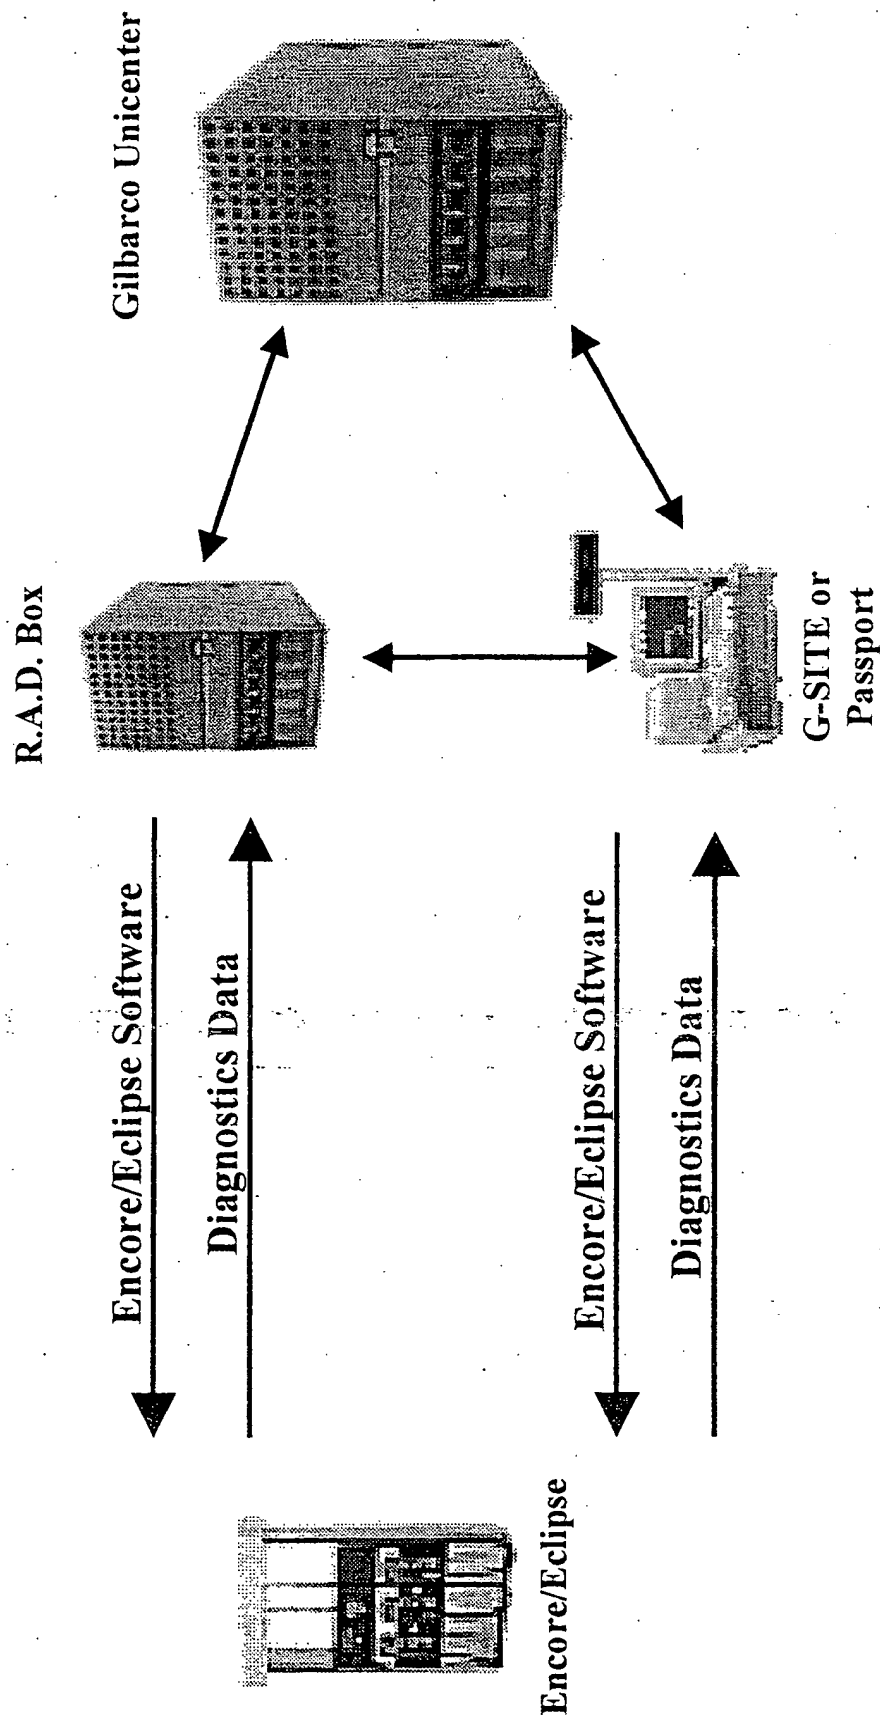 Gilbarco Unicenter
R.A.D. Box
G-SITE or
Passport
Encore/Eclipse Software
Diagnostics Data
Encore/Eclipse Software
Diagnostics Data
Encore/Eclipse